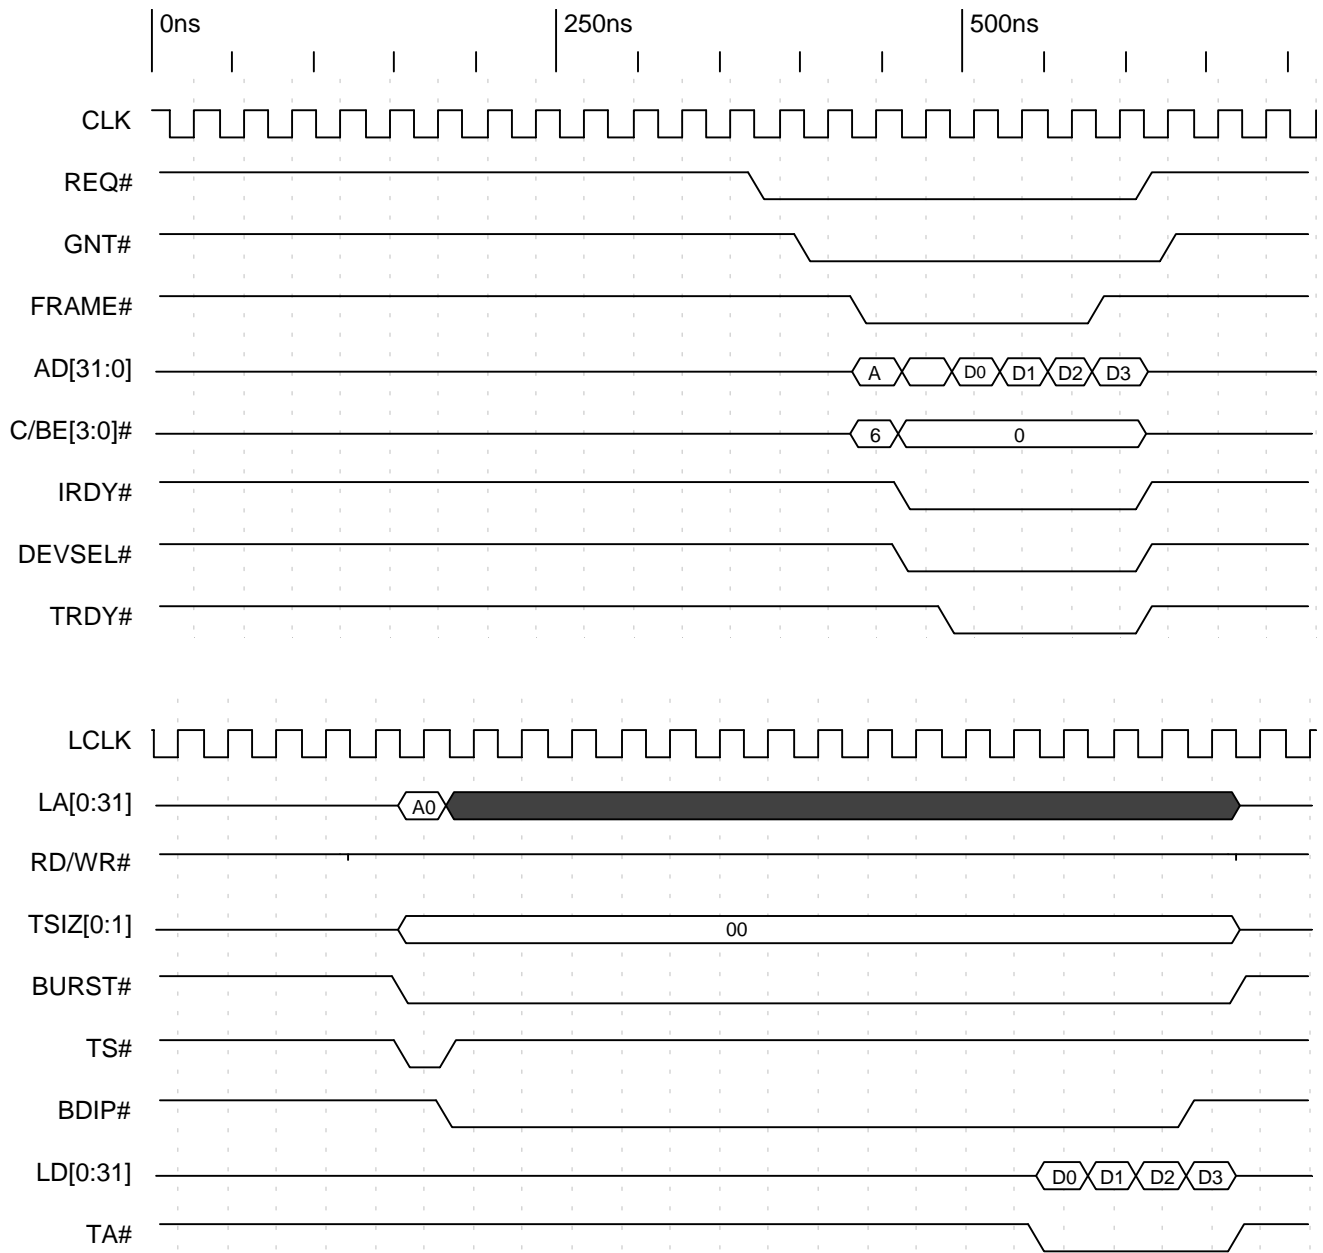 0ns 250ns 500ns
CLK
REQ#
GNT#
FRAME#
AD[31:0] A D0 D1 D2 D3
C/BE[3:0]# 6 0
IRDY#
DEVSEL#
TRDY#
LCLK
LA[0:31] A0
RD/WR#
TSIZ[0:1] 00
BURST#
TS#
BDIP#
LD[0:31] D0 D1 D2 D3
TA#